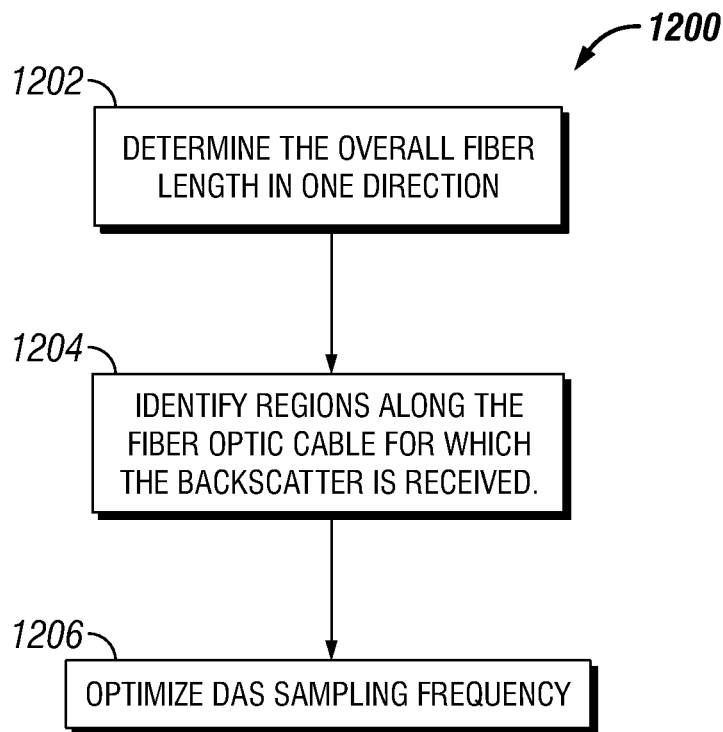 1200
1202
DETERMINE THE OVERALL FIBER
LENGTH IN ONE DIRECTION
1204
IDENTIFY REGIONS ALONG THE
FIBER OPTIC CABLE FOR WHICH
THE BACKSCATTER IS RECEIVED.
1206
OPTIMIZE DAS SAMPLING FREQUENCY